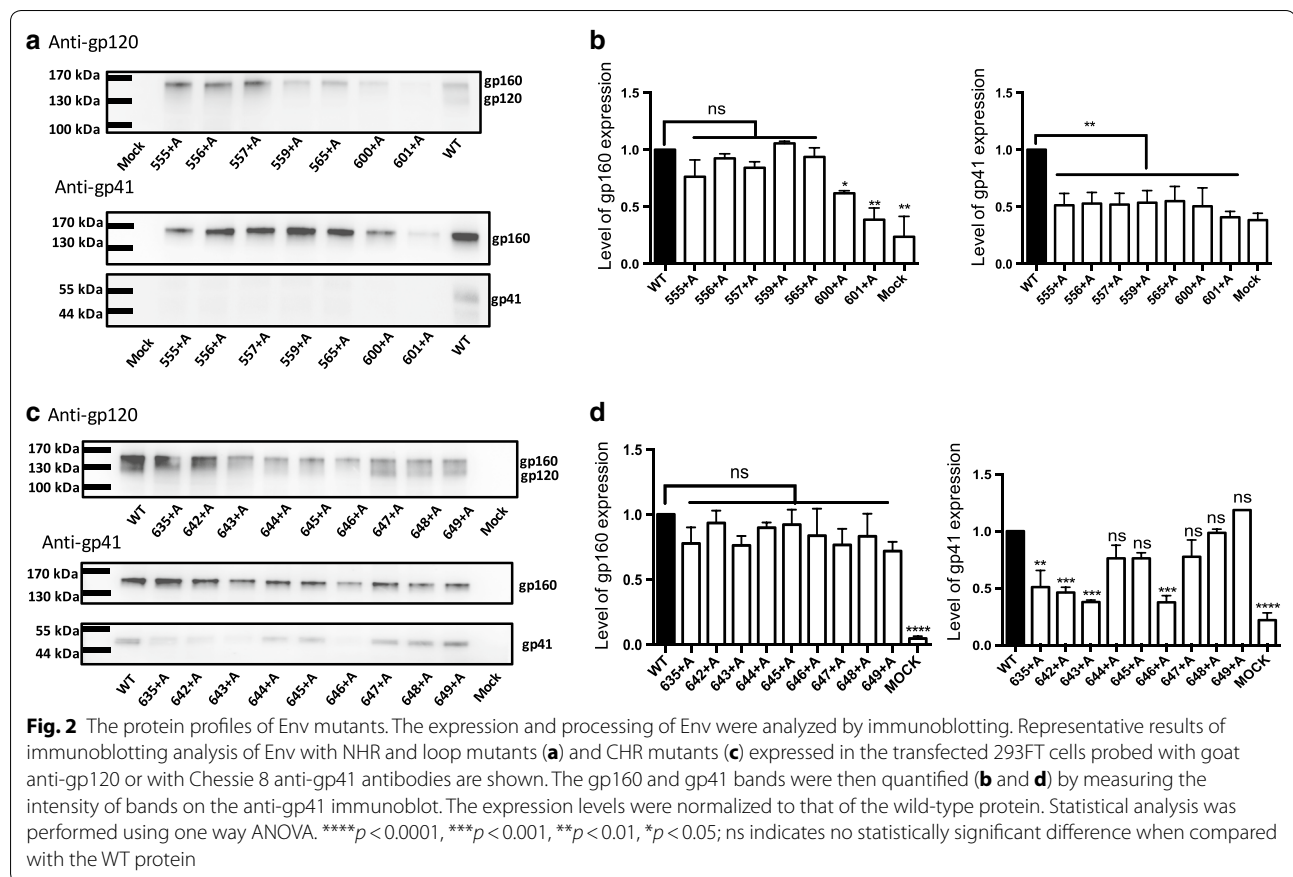 a Anti-gp120
170 kDa
130 kDa
100 kDa
gp160
gp120
Mock 555+A 556+A 557+A 559+A 565+A 600+A 601+A WT
Anti-gp41
170 kDa
130 kDa
gp160
55 kDa
44 kDa
gp41
Mock 555+A 556+A 557+A 559+A 565+A 600+A 601+A WT
b
Level of gp160 expression
1.5
1.0
0.5
0.0
ns
*
**
**
WT 555+A 556+A 557+A 559+A 565+A 600+A 601+A Mock
Level of gp41 expression
1.5
1.0
0.5
0.0
**
WT 555+A 556+A 557+A 559+A 565+A 600+A 601+A Mock
c Anti-gp120
170 kDa
130 kDa
100 kDa
gp160
gp120
WT 635+A 642+A 643+A 644+A 645+A 646+A 647+A 648+A 649+A Mock
Anti-gp41
170 kDa
130 kDa
gp160
55 kDa
44 kDa
gp41
WT 635+A 642+A 643+A 644+A 645+A 646+A 647+A 648+A 649+A Mock
d
Level of gp160 expression
1.5
1.0
0.5
0.0
ns
****
WT 635+A 642+A 643+A 644+A 645+A 646+A 647+A 648+A 649+A MOCK
Level of gp41 expression
1.5
1.0
0.5
0.0
** *** *** ns ns *** ns ns ns ****
WT 635+A 642+A 643+A 644+A 645+A 646+A 647+A 648+A 649+A MOCK
Fig. 2 The protein profiles of Env mutants. The expression and processing of Env were analyzed by immunoblotting. Representative results of
immunoblotting analysis of Env with NHR and loop mutants (a) and CHR mutants (c) expressed in the transfected 293FT cells probed with goat
anti-gp120 or with Chessie 8 anti-gp41 antibodies are shown. The gp160 and gp41 bands were then quantified (b and d) by measuring the
intensity of bands on the anti-gp41 immunoblot. The expression levels were normalized to that of the wild-type protein. Statistical analysis was
performed using one way ANOVA. ****p < 0.0001, ***p < 0.001, **p < 0.01, *p < 0.05; ns indicates no statistically significant difference when compared
with the WT protein